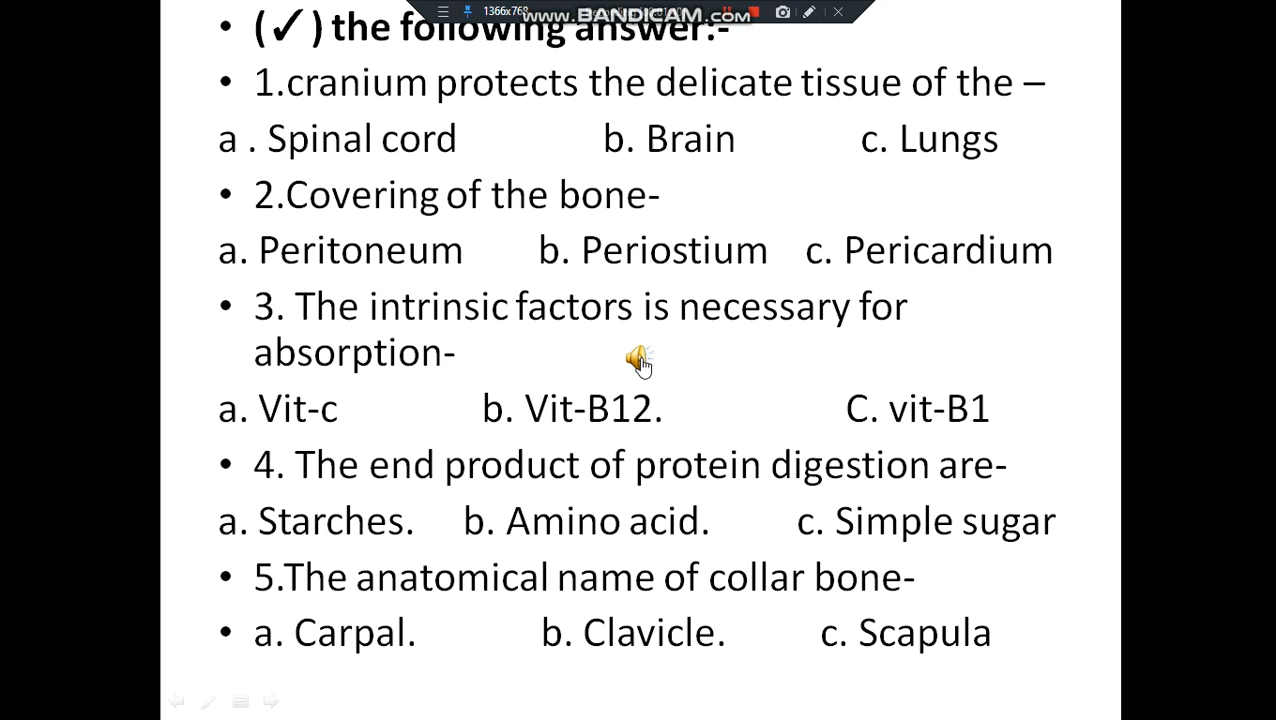 1366x768
www.BANDICAM.com
• (✓) the following answer:-
• 1.cranium protects the delicate tissue of the –
a . Spinal cord b. Brain c. Lungs
• 2.Covering of the bone-
a. Peritoneum b. Periostium c. Pericardium
• 3. The intrinsic factors is necessary for
absorption-
a. Vit-c b. Vit-B12. C. vit-B1
• 4. The end product of protein digestion are-
a. Starches. b. Amino acid. c. Simple sugar
• 5.The anatomical name of collar bone-
• a. Carpal. b. Clavicle. c. Scapula